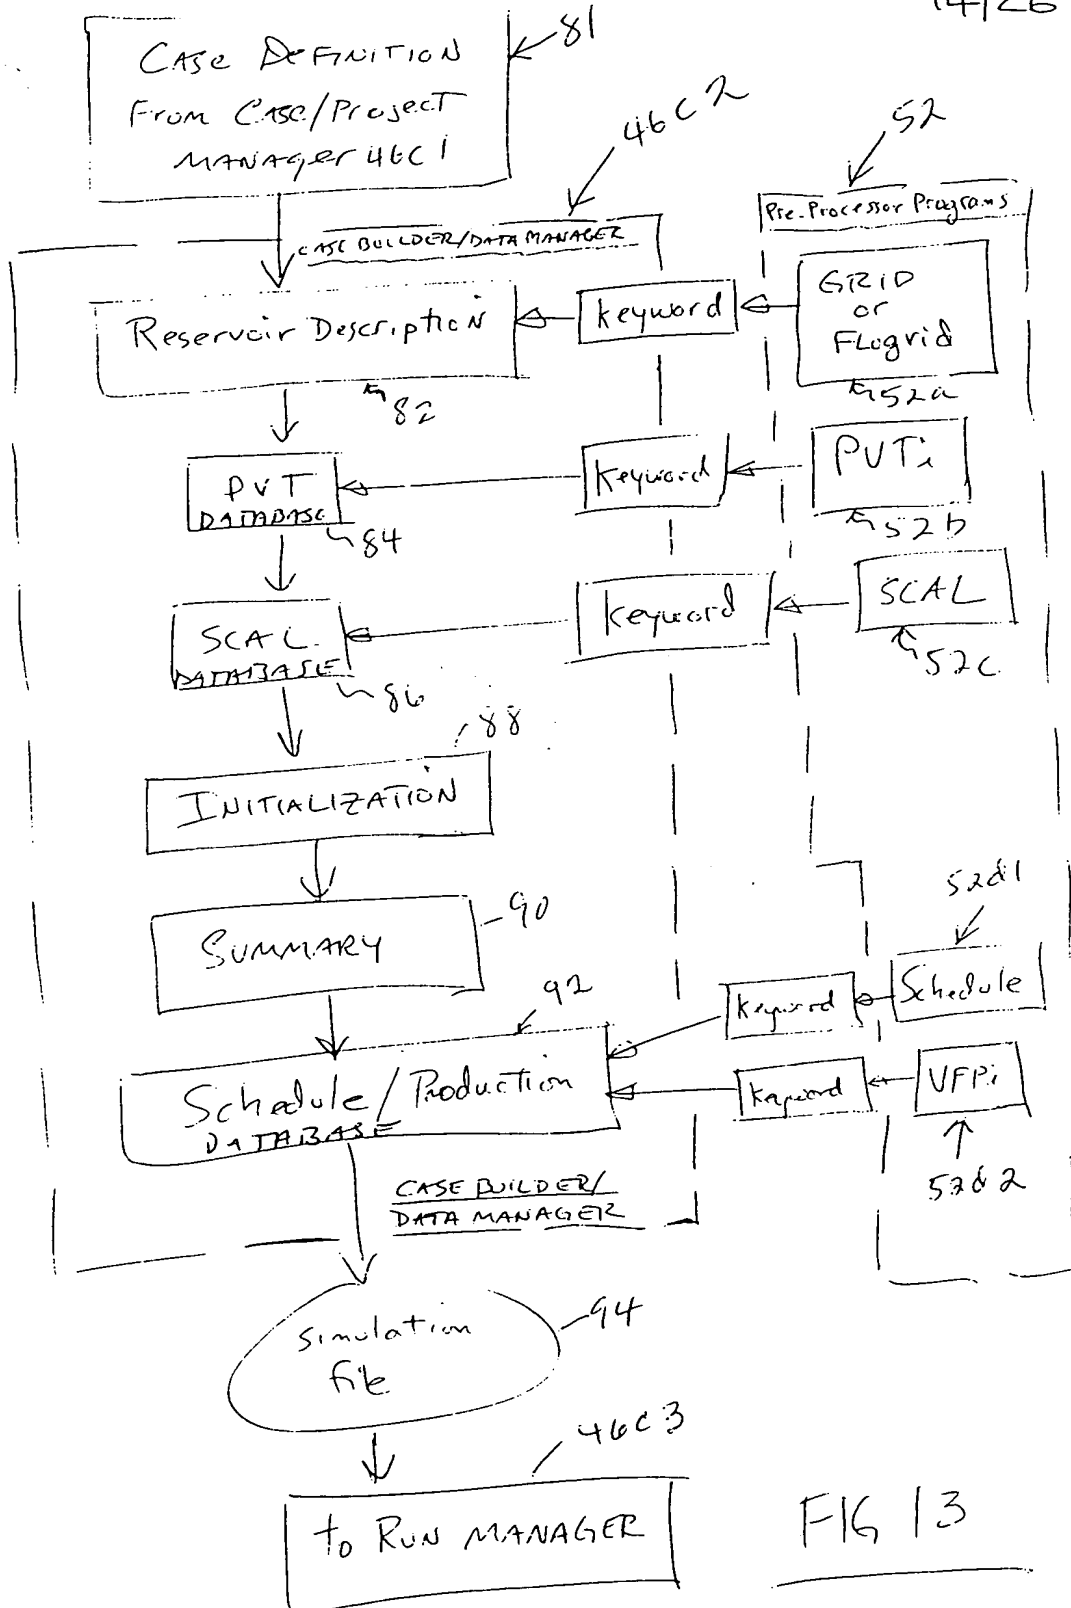 14/26
81
CASE DEFINITION
From CASE/Project
MANAGER 46C1
46C2
52
Pre-Processor Programs
CASE BUILDER/DATA MANAGER
GRID
or
FLogrid
keyword
Reservoir Description
52a
82
PVTi
Keyword
PVT
DATABASE
52b
84
SCAL
Keyword
SCAL
DATABASE
52c
86
88
INITIALIZATION
52d1
90
SUMMARY
Schedule
Keyword
92
VFPi
Keyword
Schedule/Production
DATABASE
52d2
CASE BUILDER/
DATA MANAGER
94
Simulation
file
46C3
to RUN MANAGER
FIG 13